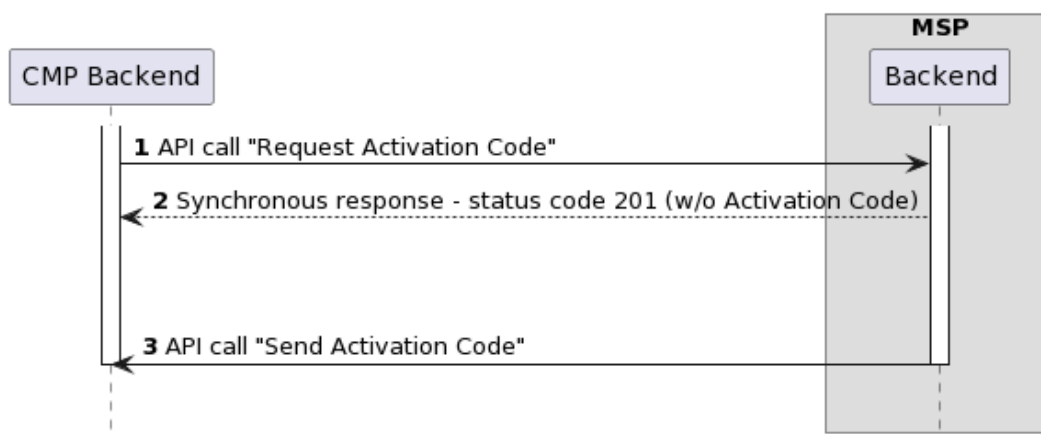 MSP
CMP Backend
Backend
1 API call "Request Activation Code"
2 Synchronous response - status code 201 (w/o Activation Code)
3 API call "Send Activation Code"